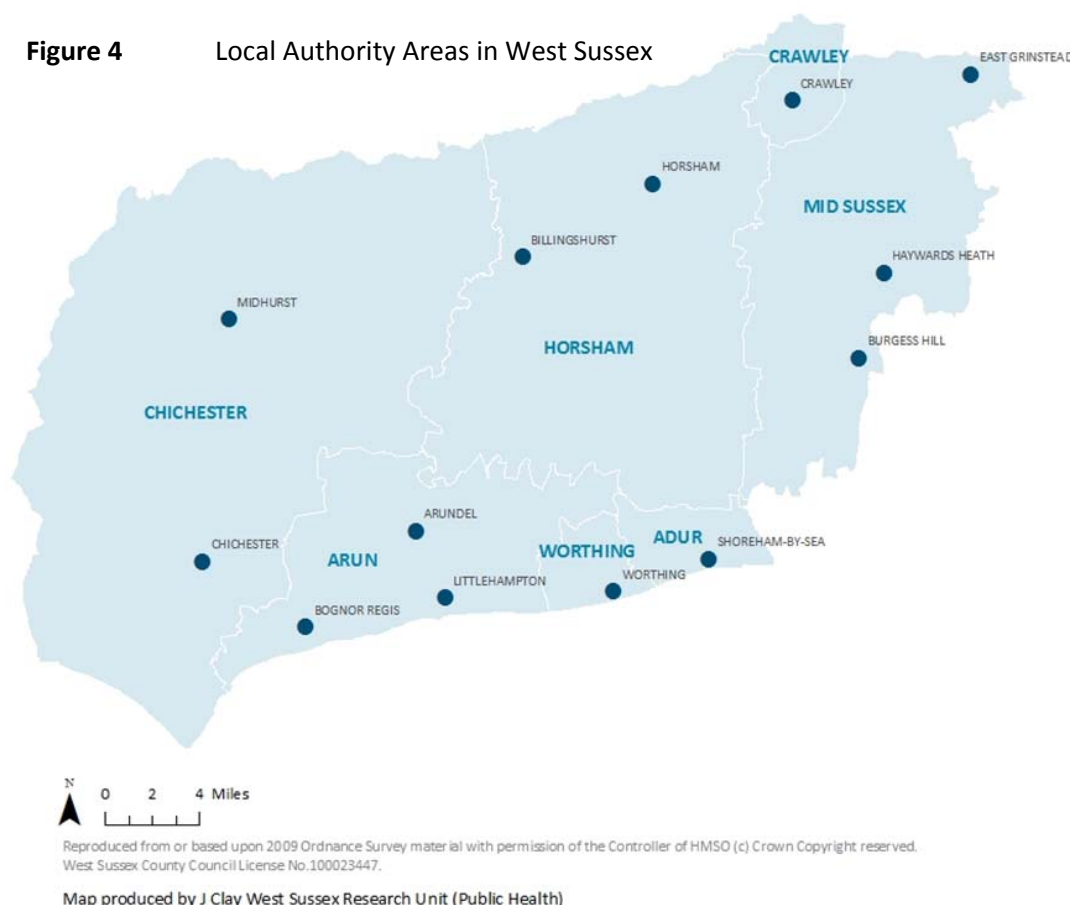 Figure 4 Local Authority Areas in West Sussex
CRAWLEY
EAST GRINSTEAD
CRAWLEY
HORSHAM
MID SUSSEX
BILLINGSHURST
HAYWARDS HEATH
MIDHURST
HORSHAM
BURGESS HILL
CHICHESTER
ARUNDEL
CHICHESTER
ARUN
WORTHING
ADUR
SHOREHAM-BY-SEA
LITTLEHAMPTON
WORTHING
BOGNOR REGIS
N
0 2 4 Miles
Reproduced from or based upon 2009 Ordnance Survey material with permission of the Controller of HMSO (c) Crown Copyright reserved.
West Sussex County Council License No.100023447.
Map produced by J Clay West Sussex Research Unit (Public Health)